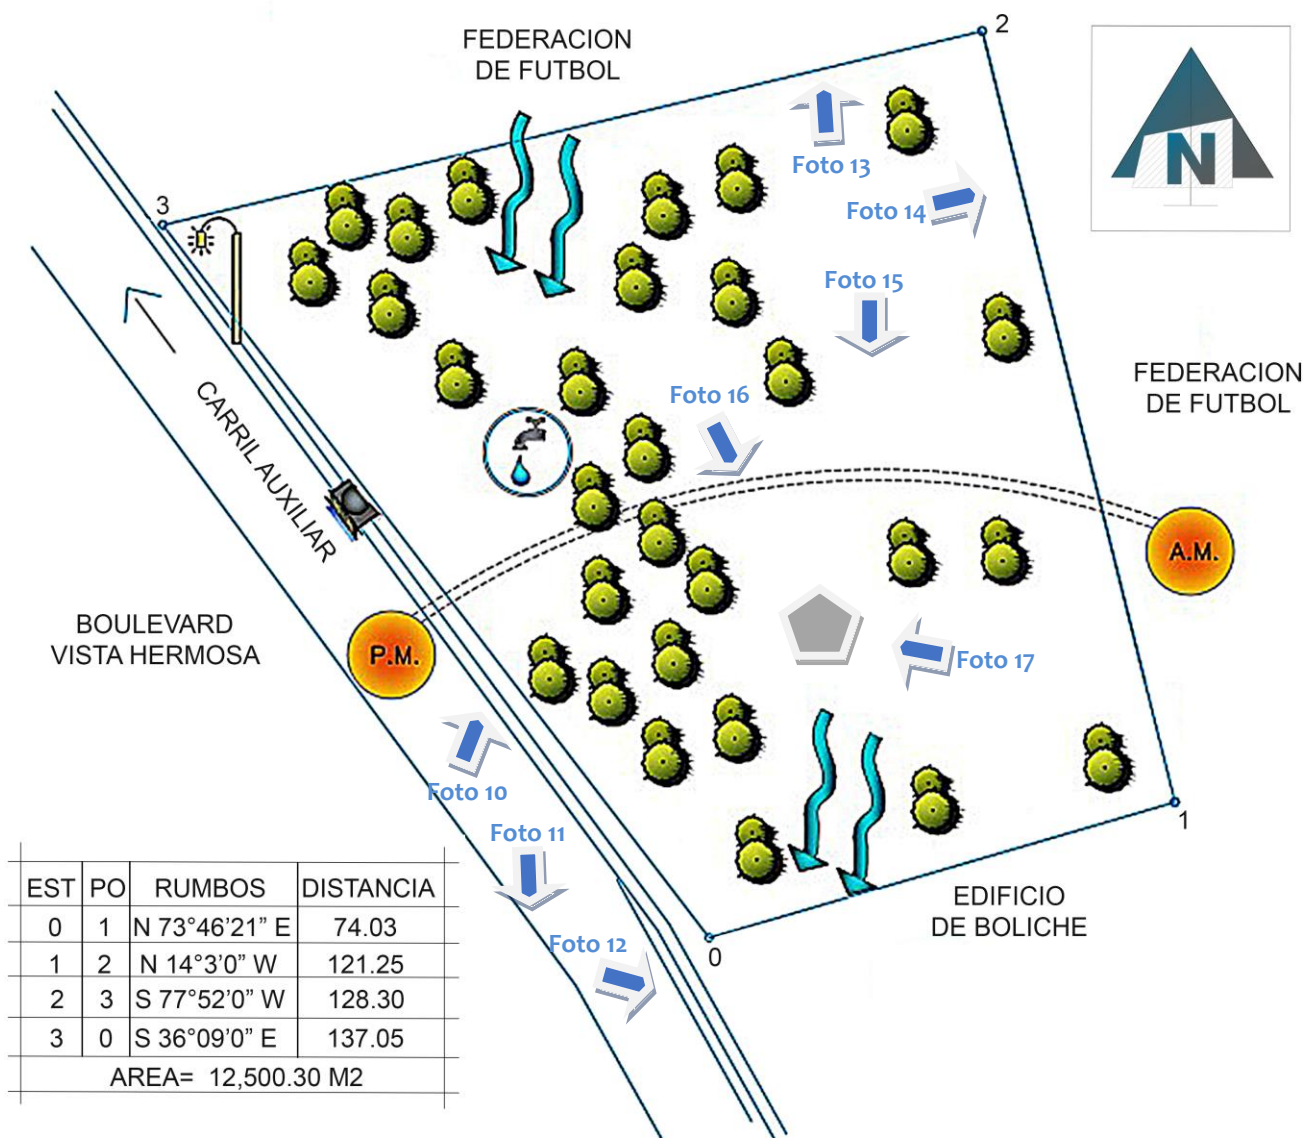 FEDERACION
DE FUTBOL
2
N
Foto 13
3
Foto 14
Foto 15
FEDERACION
DE FUTBOL
CARRIL AUXILIAR
Foto 16
A.M.
BOULEVARD
VISTA HERMOSA
P.M.
Foto 17
Foto 10
1
Foto 11
EDIFICIO
DE BOLICHE
Foto 12
0
EST PO RUMBOS DISTANCIA
0 1 N 73°46'21” E 74.03
1 2 N 14°3'0” W 121.25
2 3 S 77°52'0” W 128.30
3 0 S 36°09'0” E 137.05
AREA= 12,500.30 M2